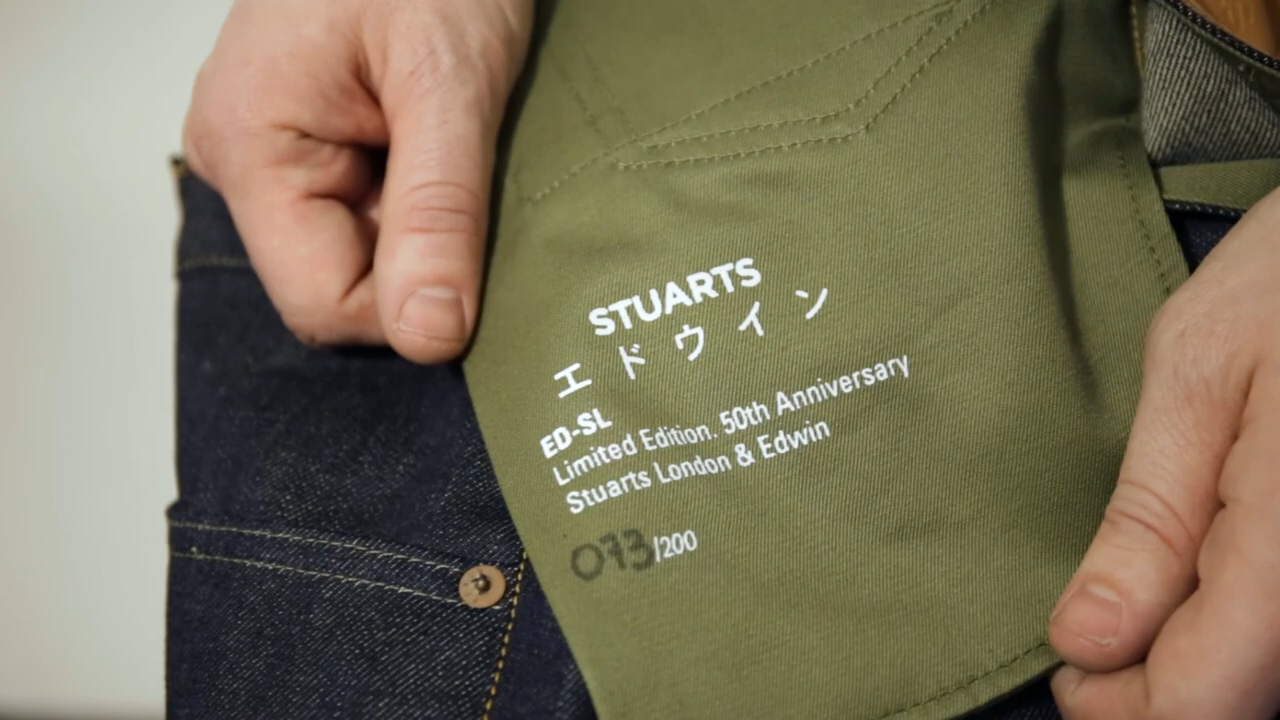 STUARTS
エドウイン
ED-SL
Limited Edition. 50th Anniversary
Stuarts London & Edwin
073/200